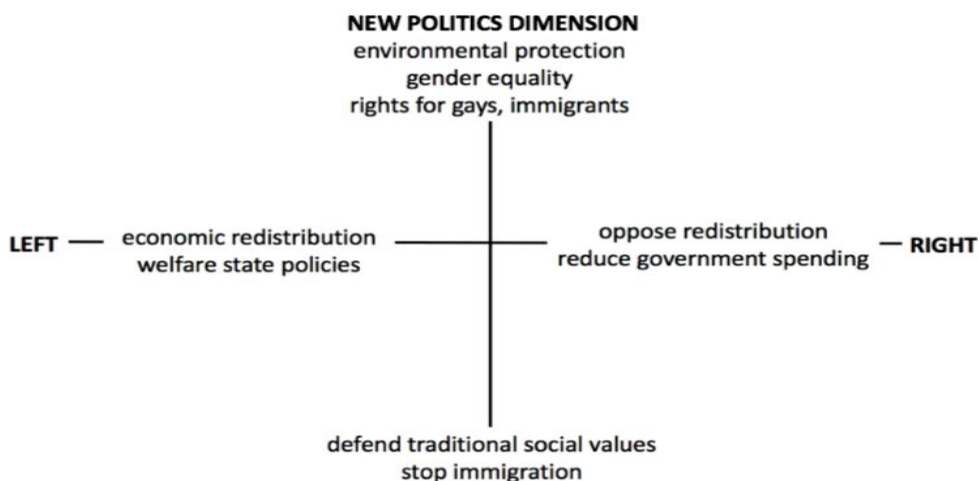 NEW POLITICS DIMENSION
environmental protection
gender equality
rights for gays, immigrants
LEFT
economic redistribution
welfare state policies
oppose redistribution
reduce government spending
RIGHT
defend traditional social values
stop immigration